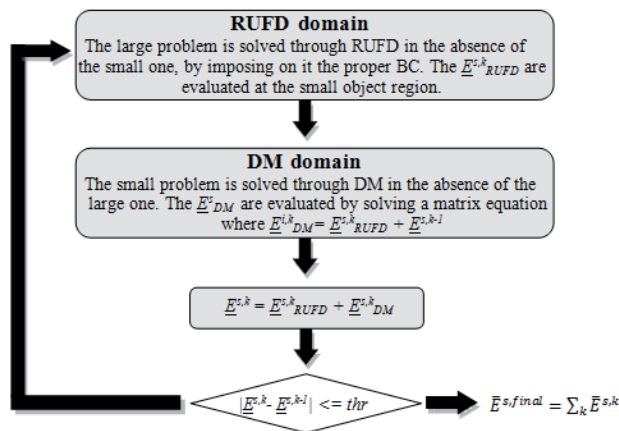 RUFD domain
The large problem is solved through RUFD in the absence of
the small one, by imposing on it the proper BC. The E^{s,k}_{RUFD} are
evaluated at the small object region.
DM domain
The small problem is solved through DM in the absence of the
large one. The E^s_{DM} are evaluated by solving a matrix equation
where E^{i,k}_{DM} = E^{s,k}_{RUFD} + E^{s,k-1}
E^{s,k} = E^{s,k}_{RUFD} + E^{s,k}_{DM}
|E^{s,k} - E^{s,k-1}| <= thr
Ē^{s,final} = ∑_k Ē^{s,k}